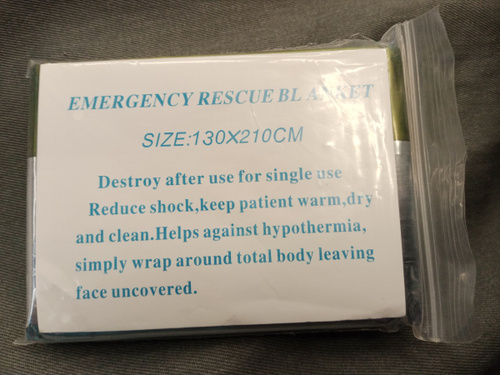 EMERGENCY RESCUE BLANKET
SIZE:130X210CM
Destroy after use for single use
Reduce shock,keep patient warm,dry
and clean.Helps against hypothermia,
simply wrap around total body leaving
face uncovered.